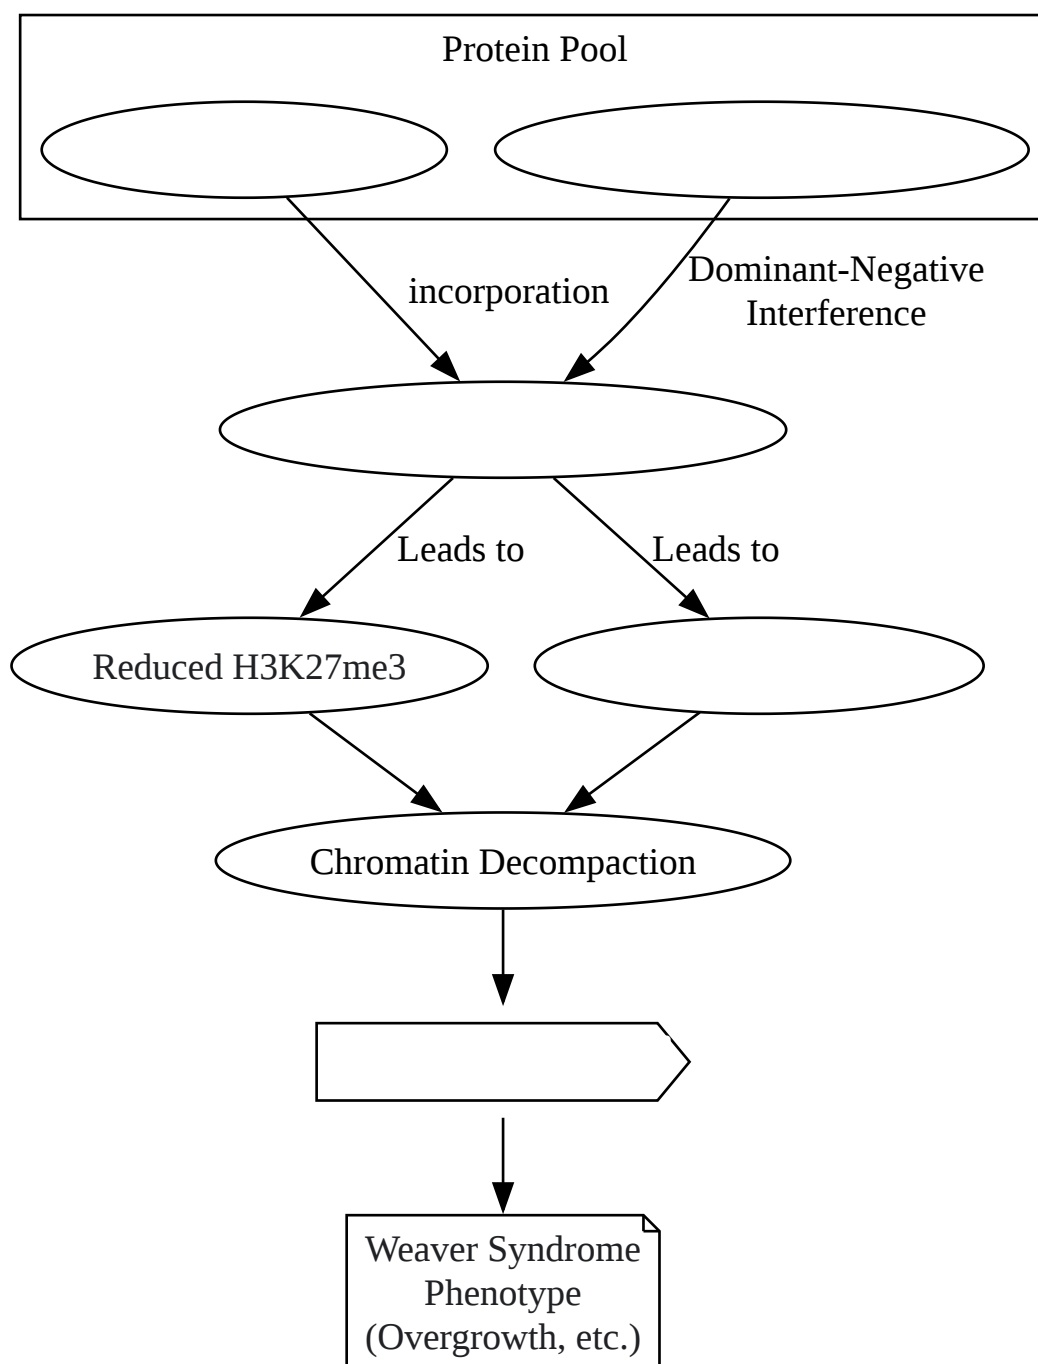 Protein Pool
incorporation
Dominant-Negative
Interference
Leads to
Leads to
Reduced H3K27me3
Chromatin Decompaction
Weaver Syndrome
Phenotype
(Overgrowth, etc.)